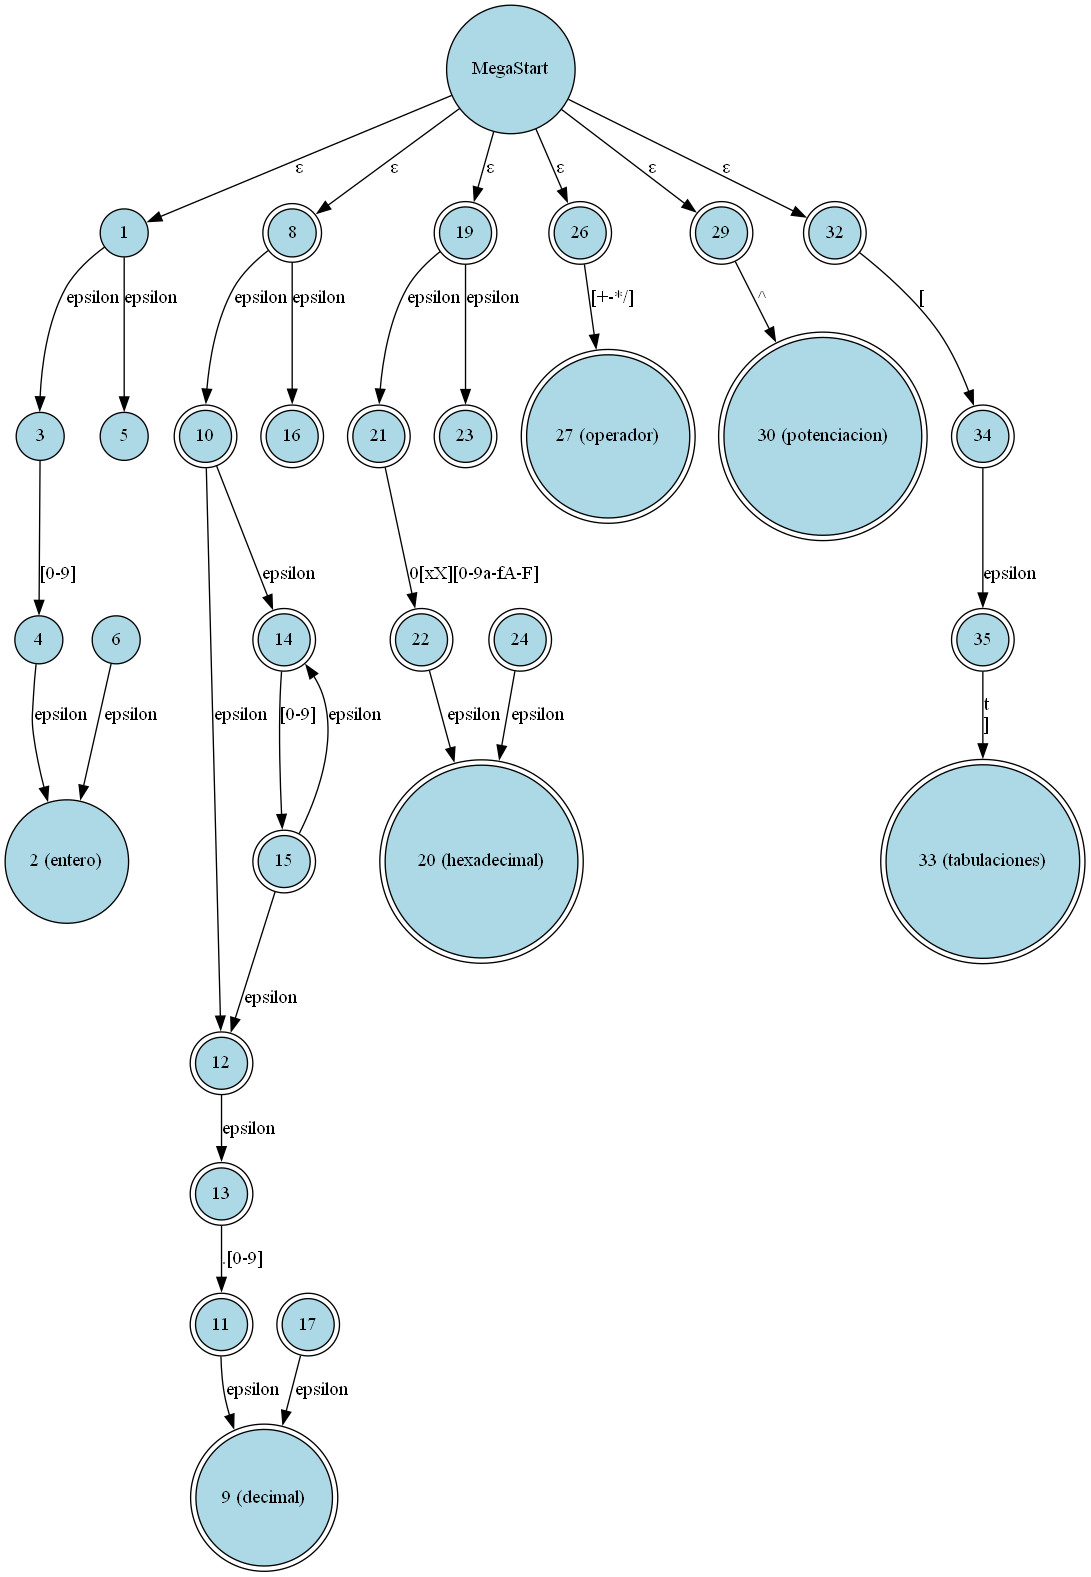 MegaStart
ε
ε
ε
ε
ε
ε
1
8
19
26
29
32
epsilon
epsilon
epsilon
epsilon
epsilon
epsilon
[+-*/]
^
[
3
5
10
16
21
23
27 (operador)
30 (potenciacion)
34
[0-9]
epsilon
0[xX][0-9a-fA-F]
epsilon
4
6
14
22
24
35
epsilon
epsilon
epsilon
[0-9]
epsilon
epsilon
epsilon
t
]
2 (entero)
15
20 (hexadecimal)
33 (tabulaciones)
epsilon
12
epsilon
13
.[0-9]
11
17
epsilon
epsilon
9 (decimal)